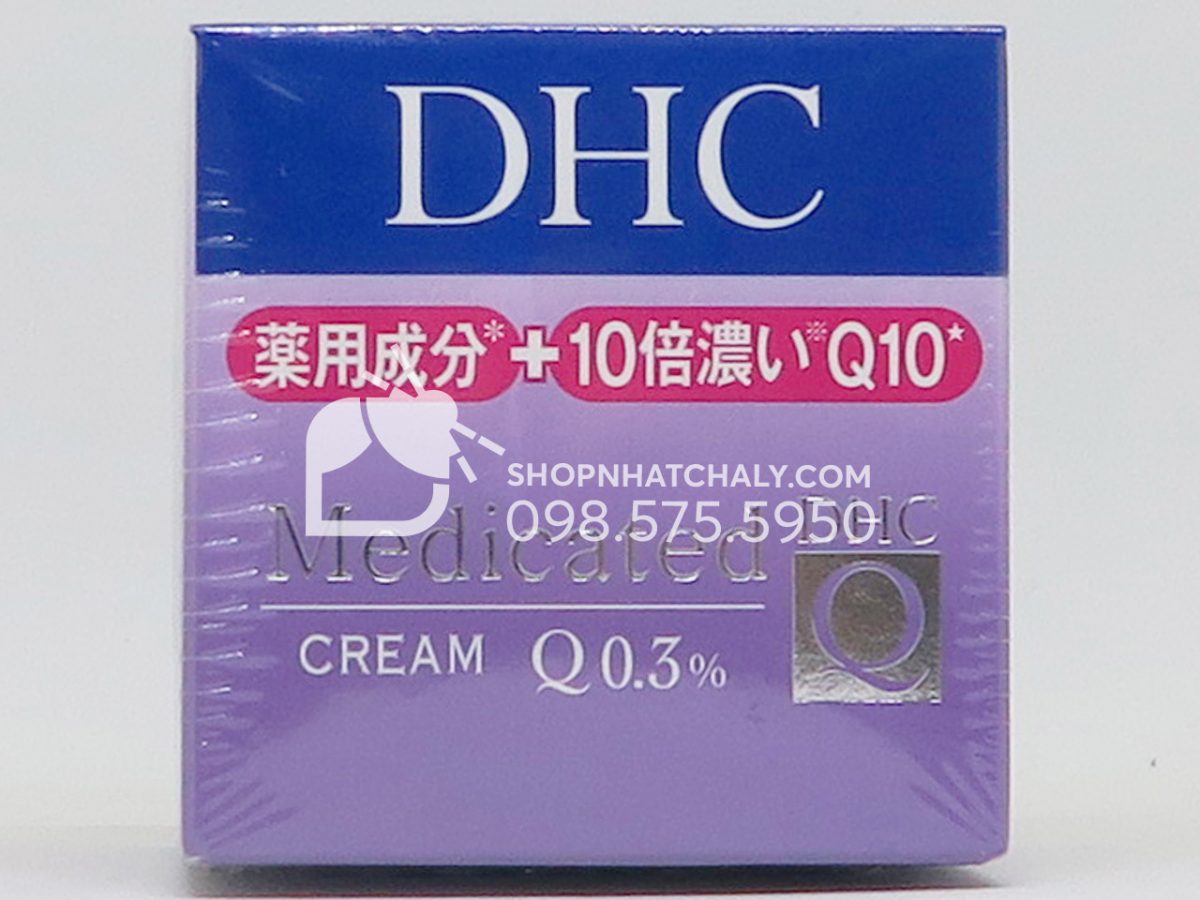 DHC
薬用成分＊+10倍濃い※Q10★
SHOPNHATCHALY.COM
098.575.5950
Medicated
DHC
Q
CREAM Q0.3%